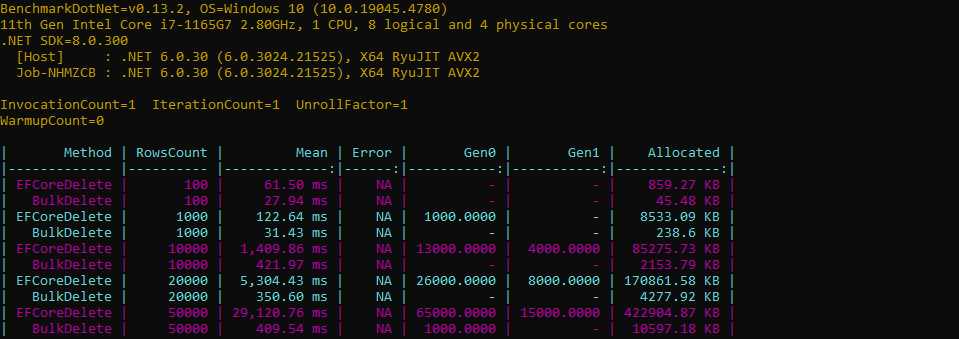 BenchmarkDotNet=v0.13.2, OS=Windows 10 (10.0.19045.4780)
11th Gen Intel Core i7-1165G7 2.80GHz, 1 CPU, 8 logical and 4 physical cores
.NET SDK=8.0.300
  [Host]     : .NET 6.0.30 (6.0.3024.21525), X64 RyuJIT AVX2
  Job-NHMZCB : .NET 6.0.30 (6.0.3024.21525), X64 RyuJIT AVX2
InvocationCount=1  IterationCount=1  UnrollFactor=1
WarmupCount=0
|       Method | RowsCount |         Mean | Error |       Gen0 |       Gen1 |    Allocated |
|------------- |---------- |-------------:|------:|-----------:|-----------:|-------------:|
| EFCoreDelete |       100 |     61.50 ms |    NA |          - |          - |    859.27 KB |
|   BulkDelete |       100 |     27.94 ms |    NA |          - |          - |     45.48 KB |
| EFCoreDelete |      1000 |    122.64 ms |    NA |  1000.0000 |          - |   8533.09 KB |
|   BulkDelete |      1000 |     31.43 ms |    NA |          - |          - |     238.6 KB |
| EFCoreDelete |     10000 |  1,409.86 ms |    NA | 13000.0000 |  4000.0000 |  85275.73 KB |
|   BulkDelete |     10000 |    421.97 ms |    NA |          - |          - |   2153.79 KB |
| EFCoreDelete |     20000 |  5,304.43 ms |    NA | 26000.0000 |  8000.0000 | 170861.58 KB |
|   BulkDelete |     20000 |    350.60 ms |    NA |          - |          - |   4277.92 KB |
| EFCoreDelete |     50000 | 29,120.76 ms |    NA | 65000.0000 | 15000.0000 | 422904.87 KB |
|   BulkDelete |     50000 |    409.54 ms |    NA |  1000.0000 |          - |  10597.18 KB |